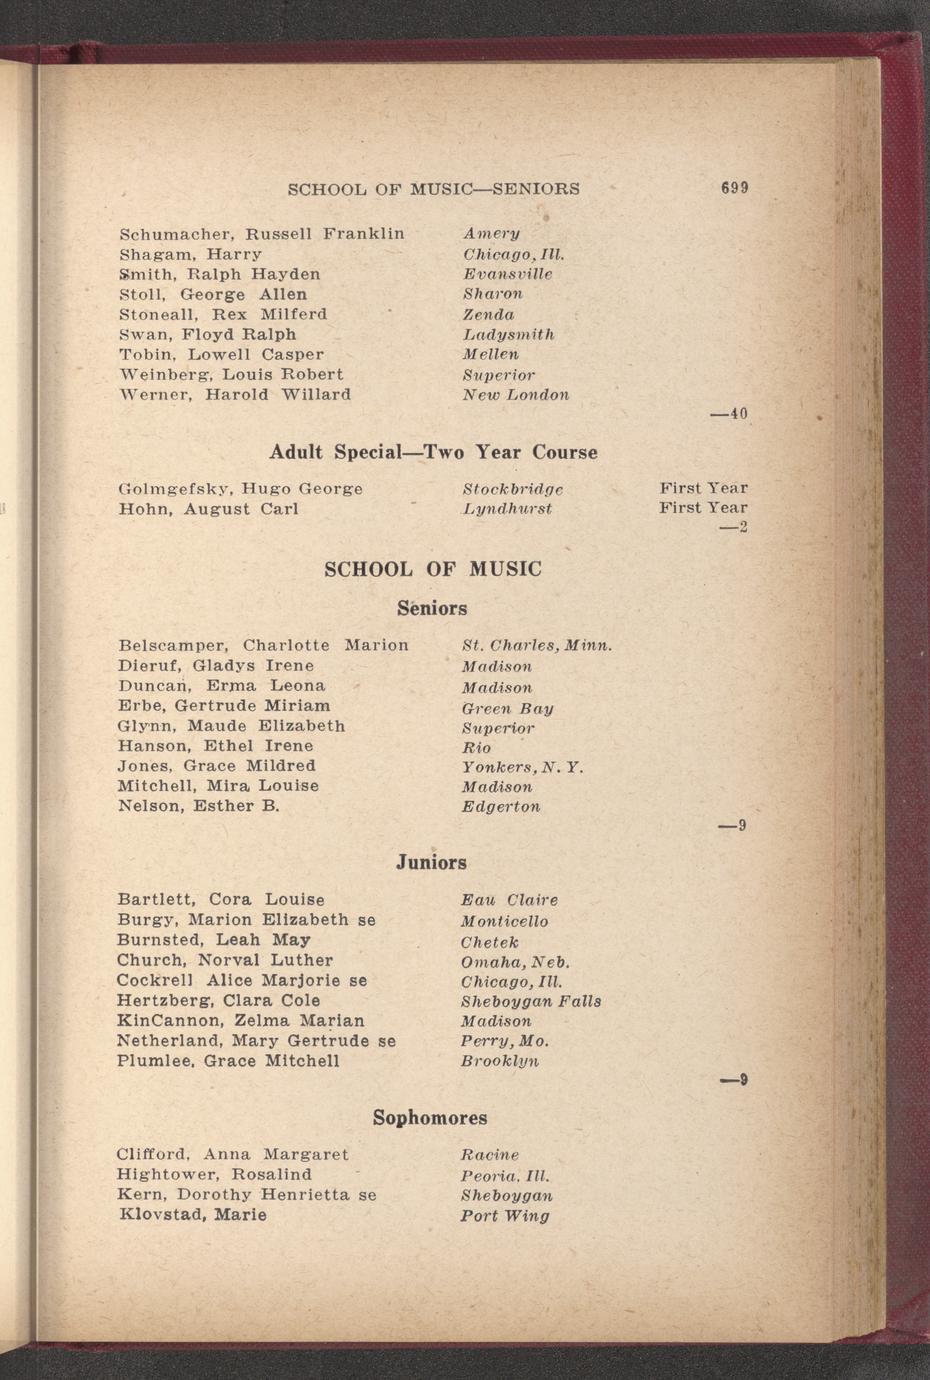 SCHOOL OF MUSIC—SENIORS 699
Schumacher, Russell Franklin Amery
Shagam, Harry Chicago, Ill.
Smith, Ralph Hayden Evansville
Stoll, George Allen Sharon
Stoneall, Rex Milferd Zenda
Swan, Floyd Ralph Ladysmith
Tobin, Lowell Casper Mellen
Weinberg, Louis Robert Superior
Werner, Harold Willard New London
—40
Adult Special—Two Year Course
Golmgefsky, Hugo George Stockbridge First Year
Hohn, August Carl Lyndhurst First Year
—2
SCHOOL OF MUSIC
Seniors
Belscamper, Charlotte Marion St. Charles, Minn.
Dieruf, Gladys Irene Madison
Duncan, Erma Leona Madison
Erbe, Gertrude Miriam Green Bay
Glynn, Maude Elizabeth Superior
Hanson, Ethel Irene Rio
Jones, Grace Mildred Yonkers, N. Y.
Mitchell, Mira Louise Madison
Nelson, Esther B. Edgerton
—9
Juniors
Bartlett, Cora Louise Eau Claire
Burgy, Marion Elizabeth se Monticello
Burnsted, Leah May Chetek
Church, Norval Luther Omaha, Neb.
Cockrell Alice Marjorie se Chicago, Ill.
Hertzberg, Clara Cole Sheboygan Falls
KinCannon, Zelma Marian Madison
Netherland, Mary Gertrude se Perry, Mo.
Plumlee, Grace Mitchell Brooklyn
—9
Sophomores
Clifford, Anna Margaret Racine
Hightower, Rosalind Peoria, Ill.
Kern, Dorothy Henrietta se Sheboygan
Klovstad, Marie Port Wing